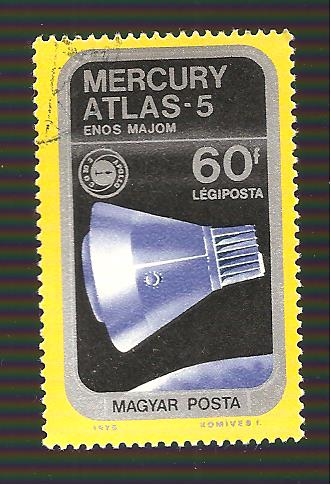 MERCURY
ATLAS-5
ENOS MAJOM
60f
LÉGIPOSTA
MAGYAR POSTA
1975 KOMIVES I.